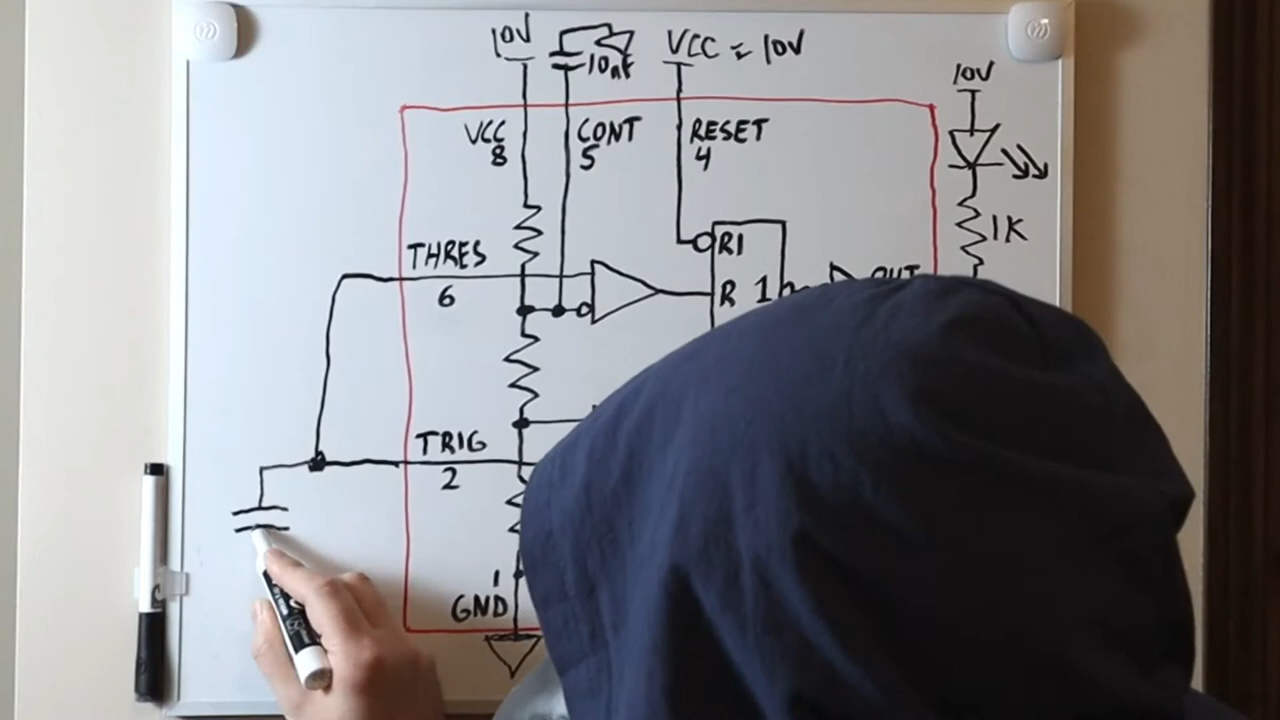 10V
10nF
VCC = 10V
10V
VCC
8
CONT
5
RESET
4
1K
THRES
6
R1
R 1
OUT
TRIG
2
1
GND